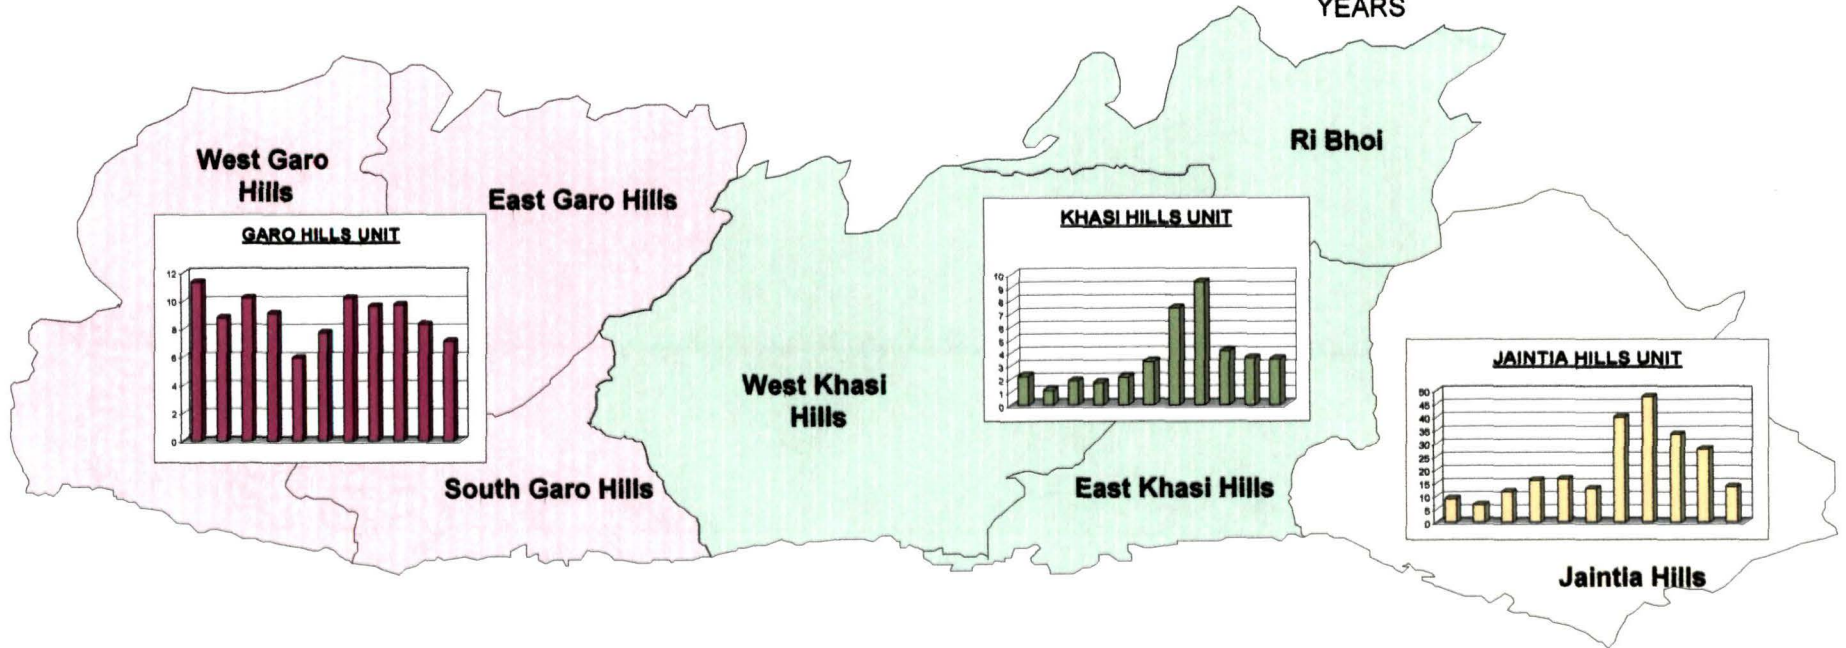 YEARS
Ri Bhoi
West Garo
Hills
East Garo Hills
KHASI HILLS UNIT
10
9
8
7
6
5
4
3
2
1
0
GARO HILLS UNIT
12
10
8
6
4
2
0
West Khasi
Hills
JAINTIA HILLS UNIT
50
45
40
35
30
25
20
15
10
5
0
South Garo Hills
East Khasi Hills
Jaintia Hills